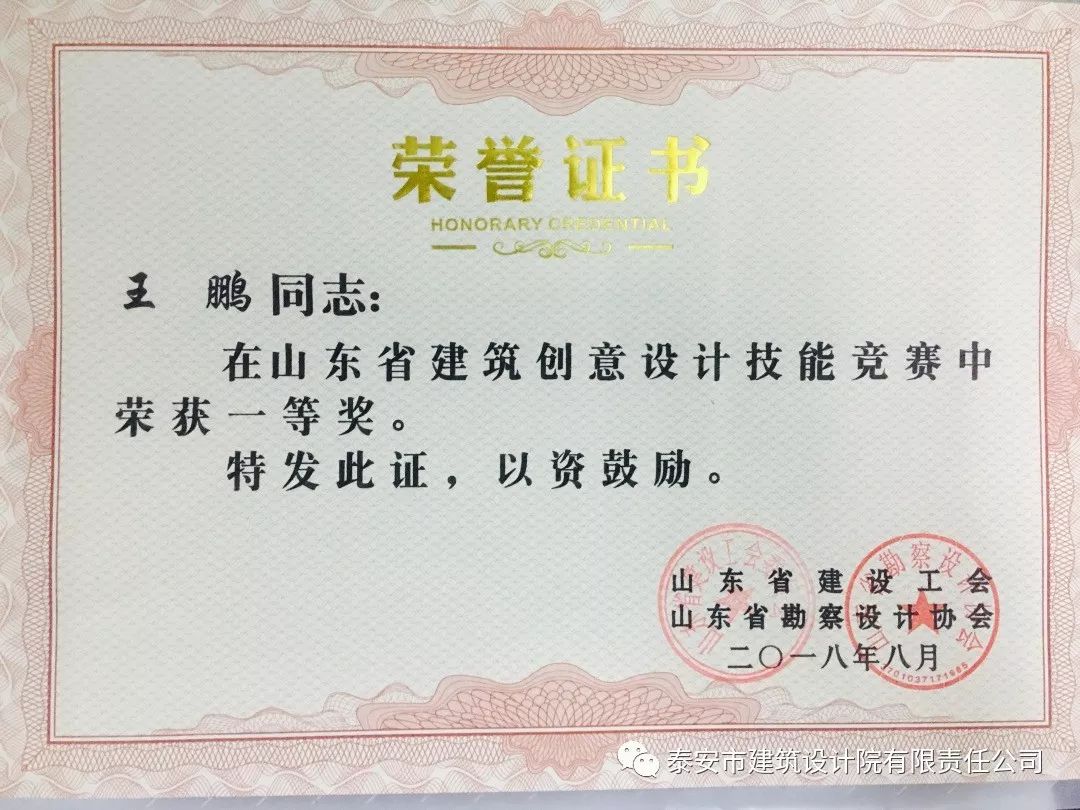 荣誉证书
HONORARY CREDENTIAL
王 鹏 同志：
在山东省建筑创意设计技能竞赛中
荣获一等奖。
特发此证，以资鼓励。
山东省建设工会
山东省勘察设计协会
二〇一八年八月
泰安市建筑设计院有限责任公司